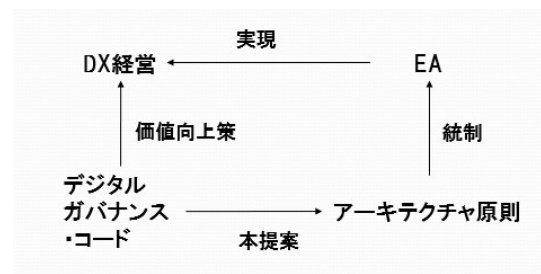 実現
DX経営
EA
価値向上策
統制
デジタル
ガバナンス
・コード
アーキテクチャ原則
本提案